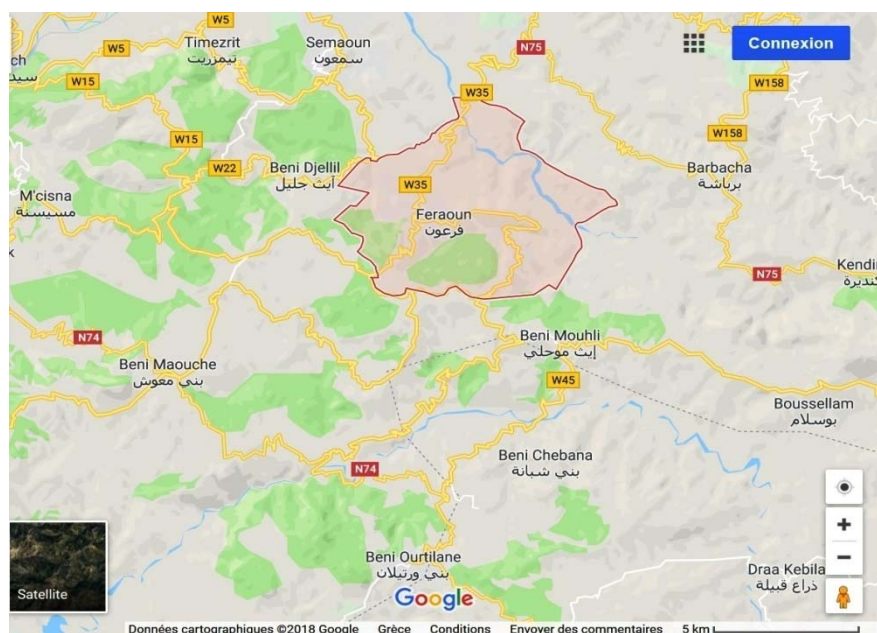 W5
W5
Timezrit
تيمزريت
Semaoun
سمعون
N75
Connexion
W15
W35
W158
W158
W15
W22
Beni Djellil
آيث جليل
W35
Barbacha
برباشة
M'cisna
مسيسنة
Feraoun
فرعون
N75
N74
Beni Mouhli
إيث موحلي
Beni Maouche
بني معوش
W45
Boussellam
بوسلام
Beni Chebana
بني شبانة
N74
Beni Ourtilane
بني ورثيلان
Draa Kebila
ذراع قبيلة
Satellite
Google
Données cartographiques ©2018 Google Grèce Conditions Envoyer des commentaires 5 km